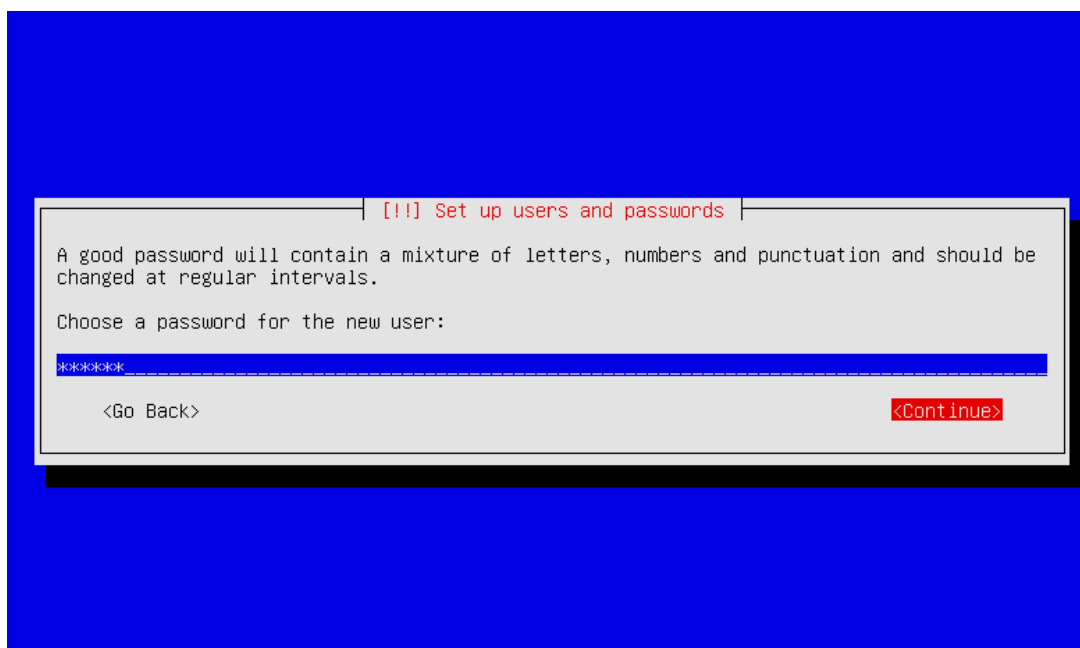 [!!] Set up users and passwords
A good password will contain a mixture of letters, numbers and punctuation and should be
changed at regular intervals.
Choose a password for the new user:
******
<Go Back> <Continue>